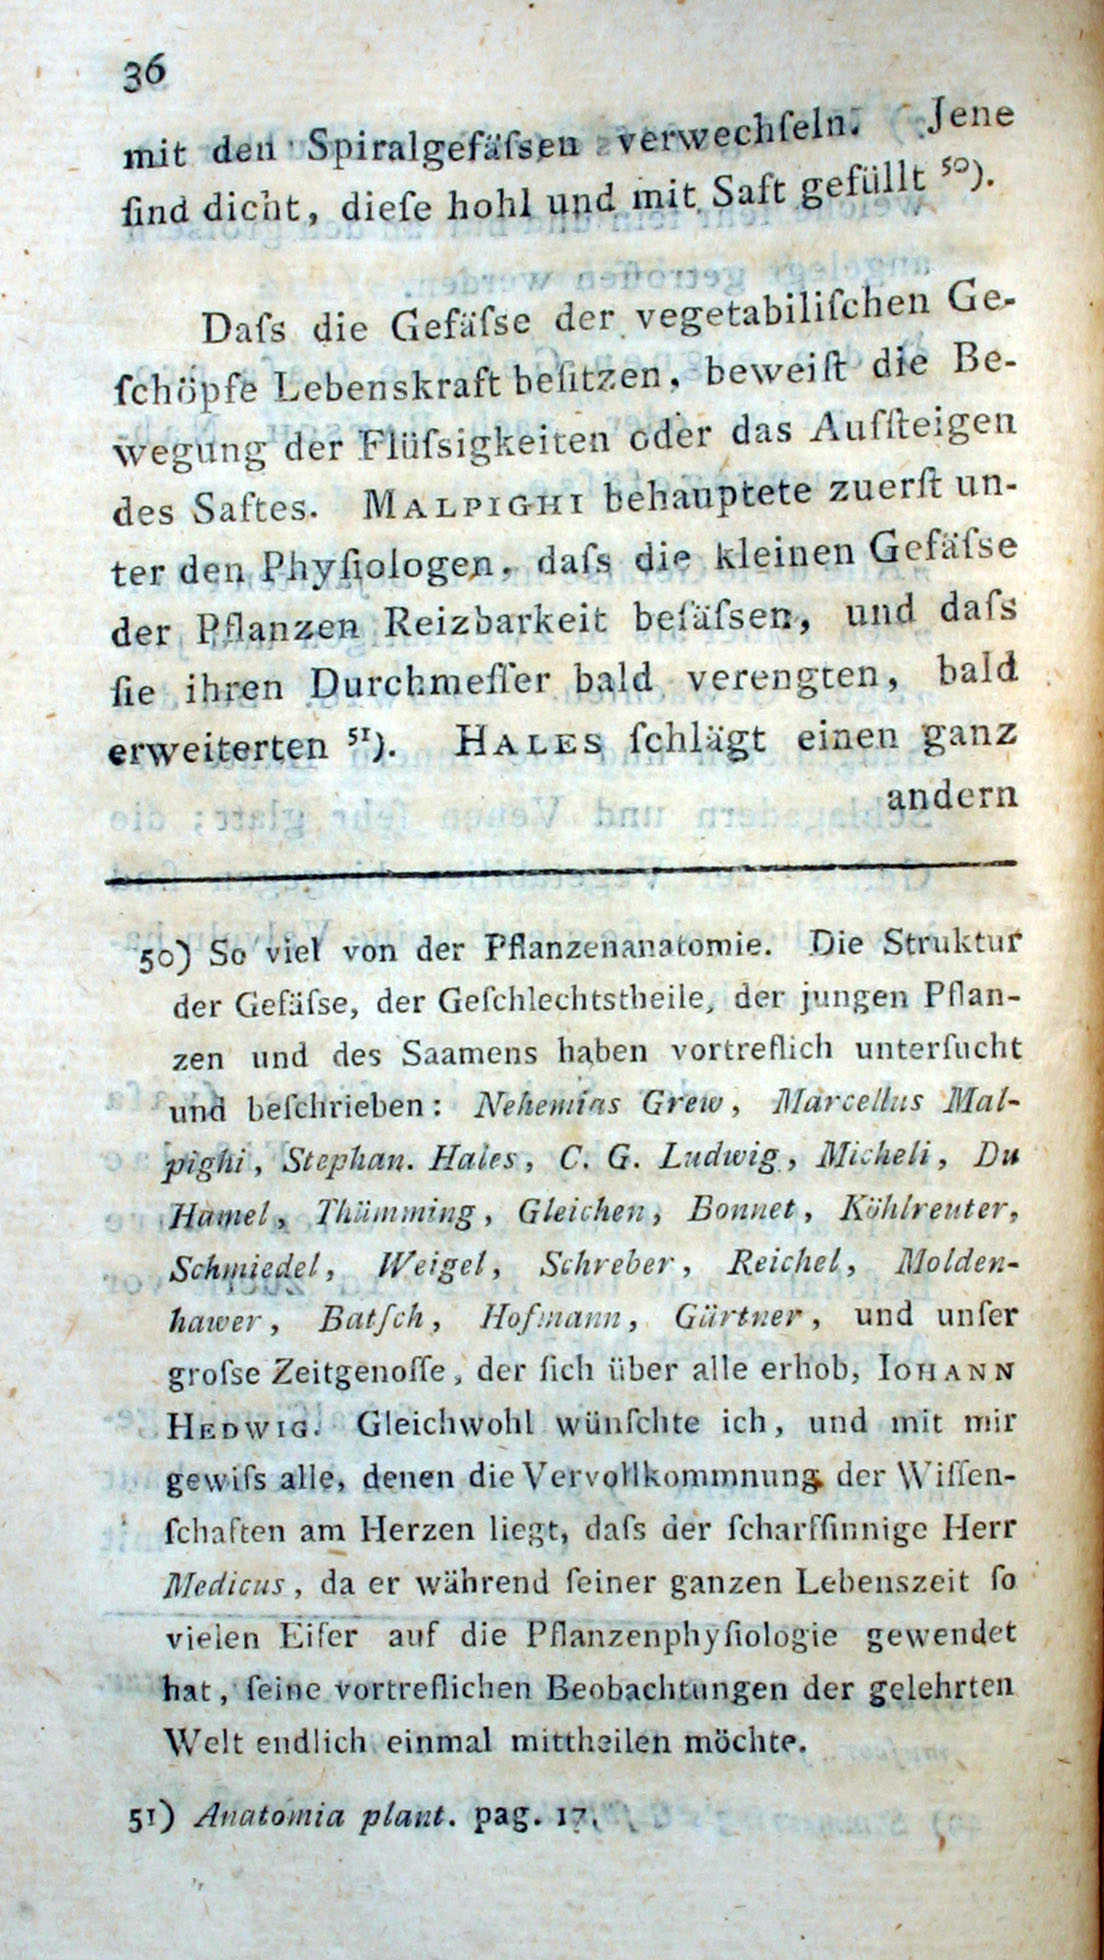 36
mit den Spiralgefäſsen verwechſeln. Jene
ſind dicht, dieſe hohl und mit Saft gefüllt 50).
Daſs die Gefäſse der vegetabiliſchen Ge-
ſchöpfe Lebenskraft beſitzen, beweiſt die Be-
wegung der Flüſsigkeiten oder das Aufſteigen
des Saftes. MALPIGHI behauptete zuerſt un-
ter den Phyſiologen, daſs die kleinen Gefäſse
der Pflanzen Reizbarkeit beſäſsen, und daſs
ſie ihren Durchmeſſer bald verengten, bald
erweiterten 51). HALES ſchlägt einen ganz
andern
50) So viel von der Pflanzenanatomie. Die Struktur
der Gefäſse, der Geſchlechtstheile, der jungen Pflan-
zen und des Saamens haben vortreflich unterſucht
und beſchrieben: Nehemias Grew, Marcellus Mal-
pighi, Stephan. Hales, C. G. Ludwig, Micheli, Du
Hamel, Thümming, Gleichen, Bonnet, Köhlreuter,
Schmiedel, Weigel, Schreber, Reichel, Molden-
hawer, Batſch, Hofmann, Gärtner, und unſer
groſse Zeitgenoſſe, der ſich über alle erhob, IOHANN
HEDWIG. Gleichwohl wünſchte ich, und mit mir
gewiſs alle, denen die Vervollkommnung der Wiſſen-
ſchaften am Herzen liegt, daſs der ſcharfſinnige Herr
Medicus, da er während ſeiner ganzen Lebenszeit ſo
vielen Eifer auf die Pflanzenphyſiologie gewendet
hat, ſeine vortreflichen Beobachtungen der gelehrten
Welt endlich einmal mittheilen möchte.
51) Anatomia plant. pag. 17.